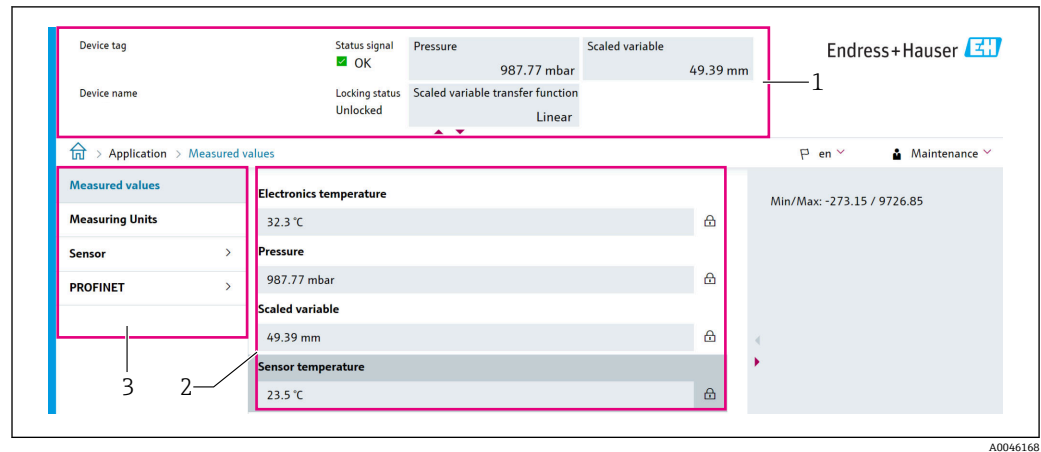 Device tag
Status signal
OK
Pressure
987.77 mbar
Scaled variable
49.39 mm
Endress+Hauser EH
1
Device name
Locking status
Unlocked
Scaled variable transfer function
Linear
> Application > Measured values
en
Maintenance
Measured values
Measuring Units
Sensor >
PROFINET >
3
2
Electronics temperature
32.3 °C
Pressure
987.77 mbar
Scaled variable
49.39 mm
Sensor temperature
23.5 °C
Min/Max: -273.15 / 9726.85
A0046168